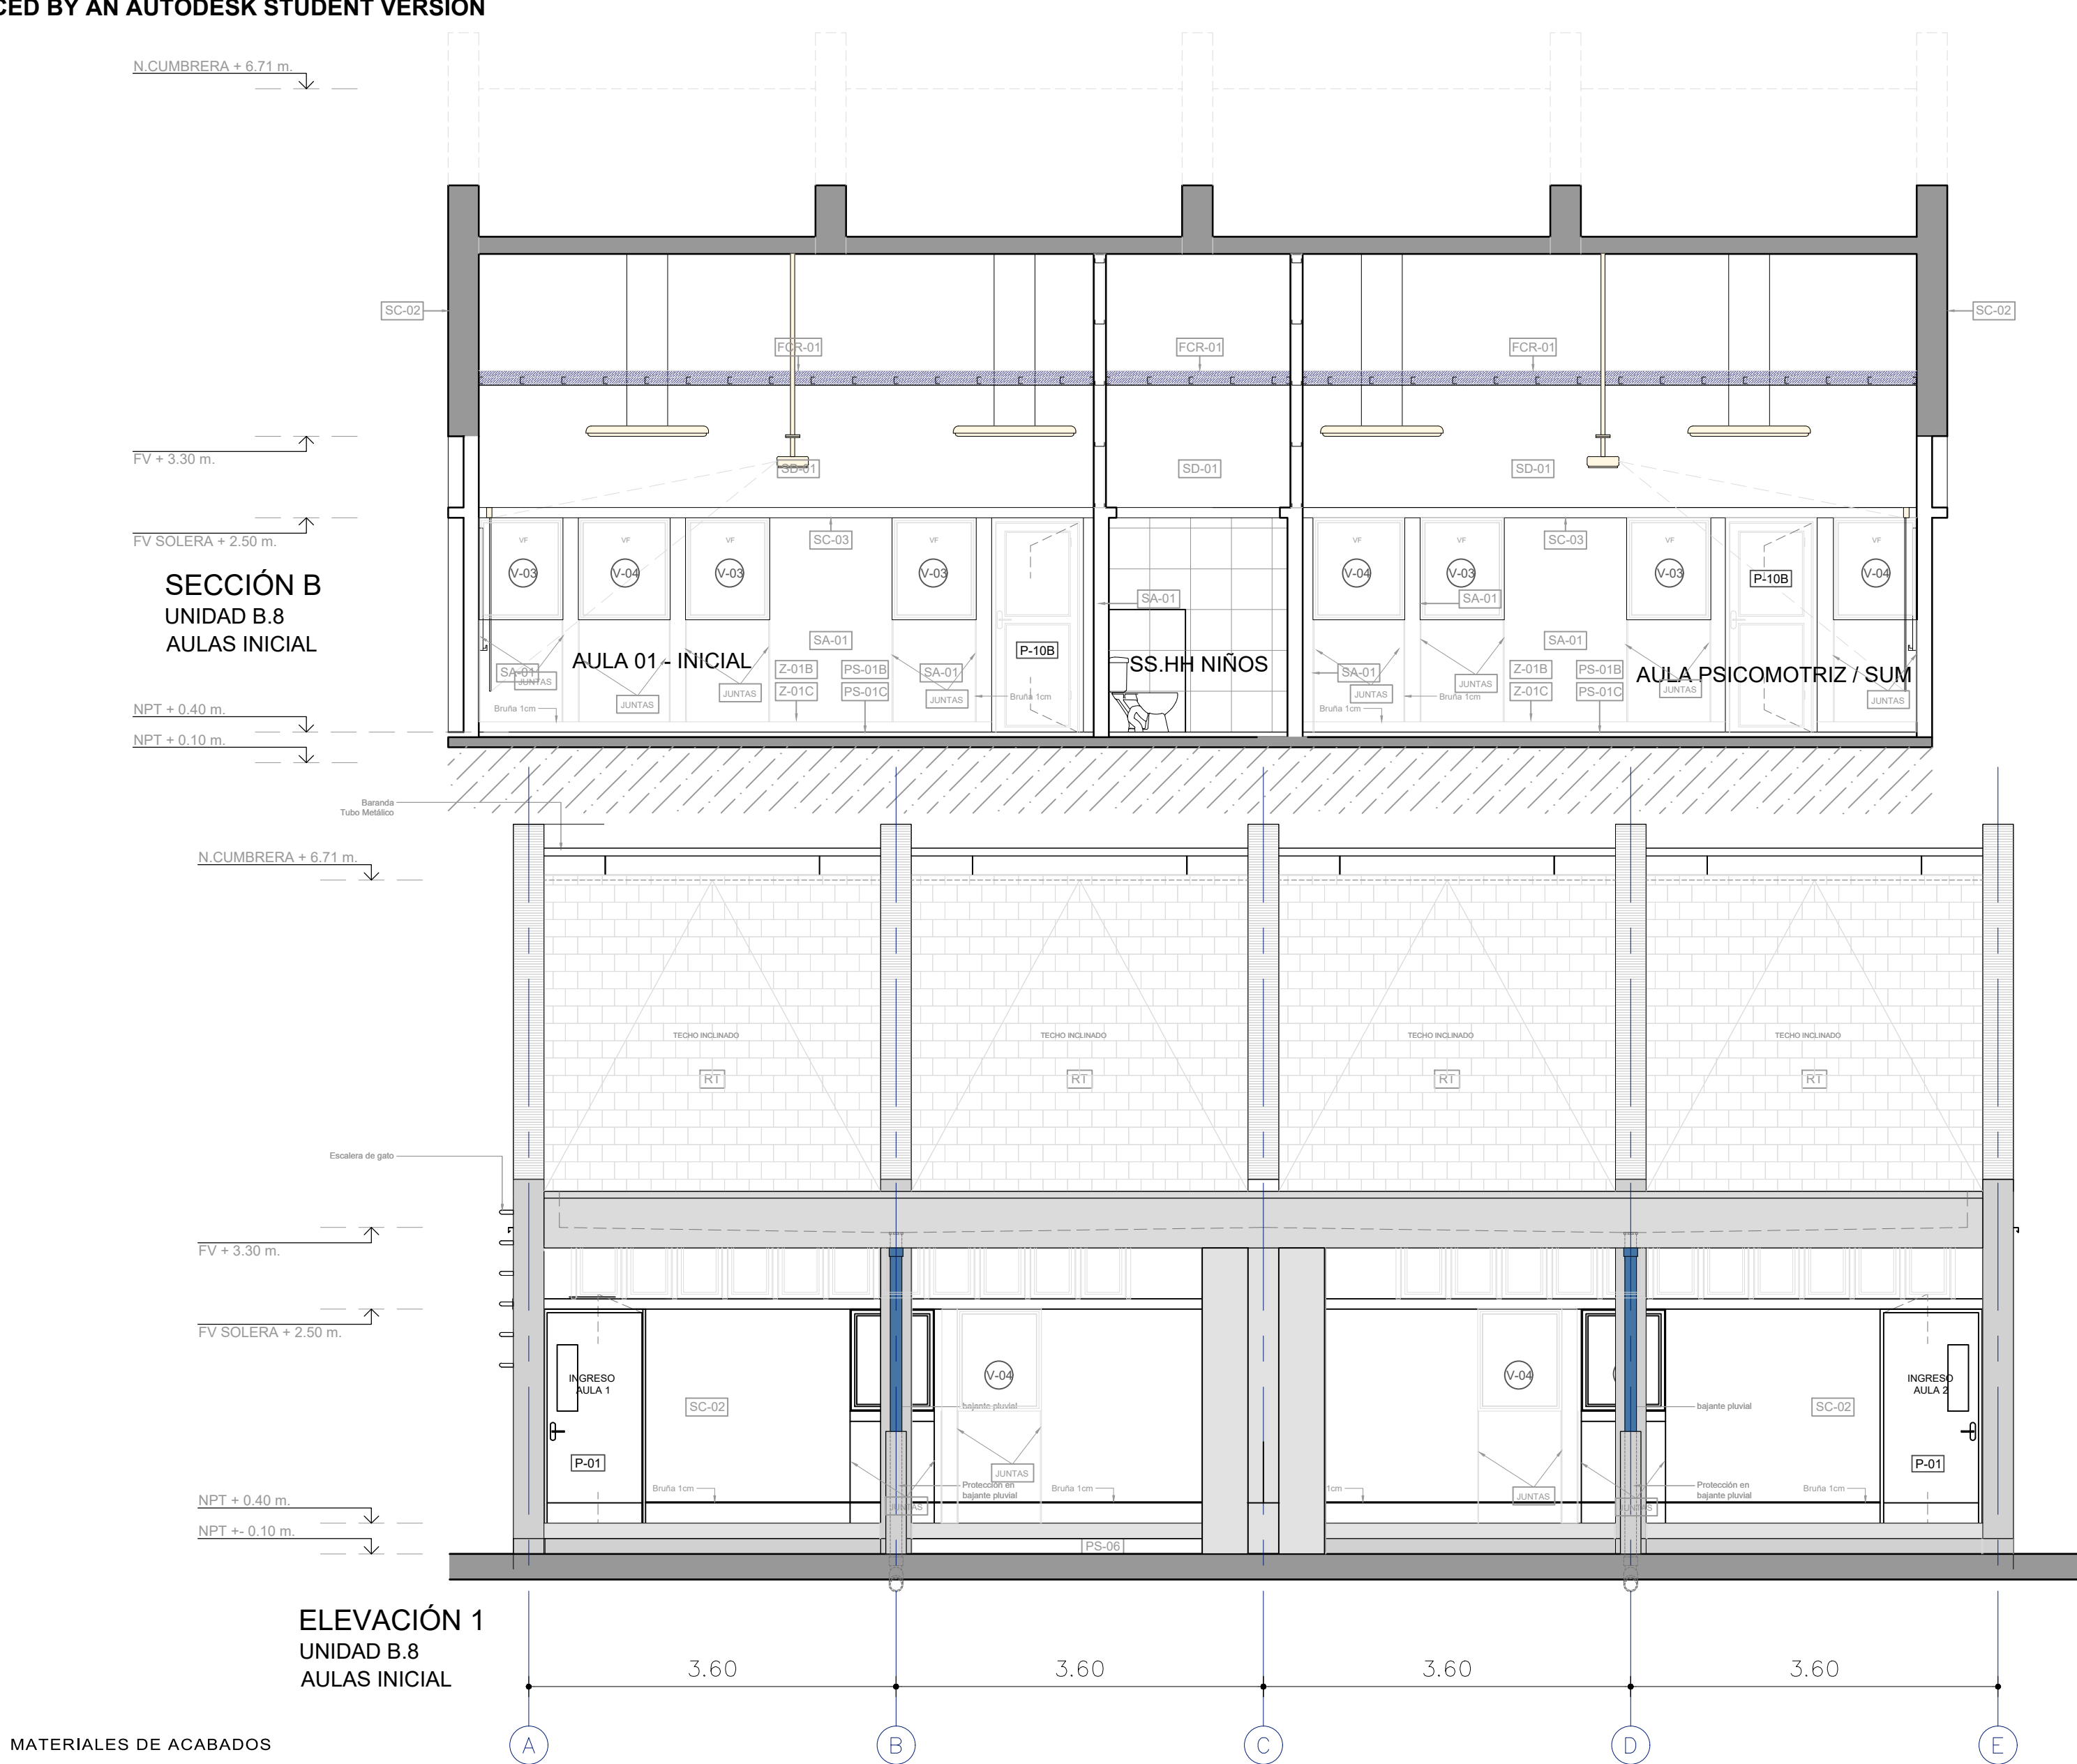 CED BY AN AUTODESK STUDENT VERSION
N.CUMBRERA + 6.71 m.
SC-02
SC-02
FCR-01
FCR-01
FCR-01
FV + 3.30 m.
SD-01
SD-01
SD-01
FV SOLERA + 2.50 m.
SC-03
SC-03
VF
VF
VF
VF
VF
VF
VF
VF
V-03
V-04
V-03
V-03
V-04
V-03
V-03
P-10B
V-04
SECCIÓN B
UNIDAD B.8
AULAS INICIAL
SA-01
SA-01
SA-01
SA-01
P-10B
AULA 01 - INICIAL
SS.HH NIÑOS
AULA PSICOMOTRIZ / SUM
SA-01
Z-01B
PS-01B
SA-01
SA-01
Z-01B
PS-01B
JUNTAS
JUNTAS
JUNTAS
Z-01C
PS-01C
JUNTAS
Bruña 1cm
JUNTAS
Bruña 1cm
JUNTAS
Z-01C
PS-01C
JUNTAS
JUNTAS
NPT + 0.40 m.
Bruña 1cm
Bruña 1cm
NPT + 0.10 m.
Baranda
Tubo Metálico
N.CUMBRERA + 6.71 m.
TECHO INCLINADO
TECHO INCLINADO
TECHO INCLINADO
TECHO INCLINADO
RT
RT
RT
RT
Escalera de gato
FV + 3.30 m.
FV SOLERA + 2.50 m.
INGRESO
AULA 1
V-04
V-04
INGRESO
AULA 2
SC-02
bajante pluvial
bajante pluvial
SC-02
P-01
P-01
JUNTAS
JUNTAS
Bruña 1cm
Protección en
bajante pluvial
Bruña 1cm
1cm
Protección en
bajante pluvial
Bruña 1cm
JUNTAS
JUNTAS
NPT + 0.40 m.
NPT +- 0.10 m.
PS-06
ELEVACIÓN 1
UNIDAD B.8
AULAS INICIAL
3.60
3.60
3.60
3.60
MATERIALES DE ACABADOS
A
B
C
D
E